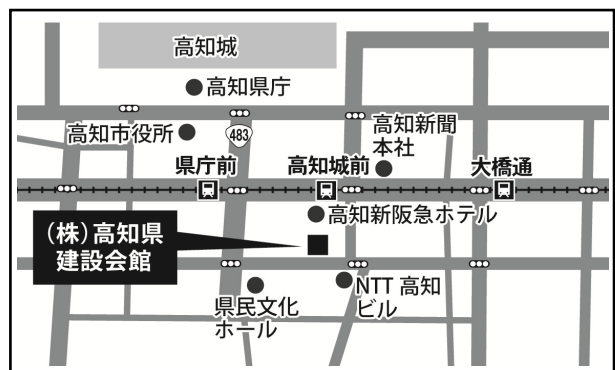 高知城
高知県庁
高知市役所
483
高知新聞
本社
県庁前
高知城前
大橋通
高知新阪急ホテル
(株)高知県
建設会館
県民文化
ホール
NTT 高知
ビル